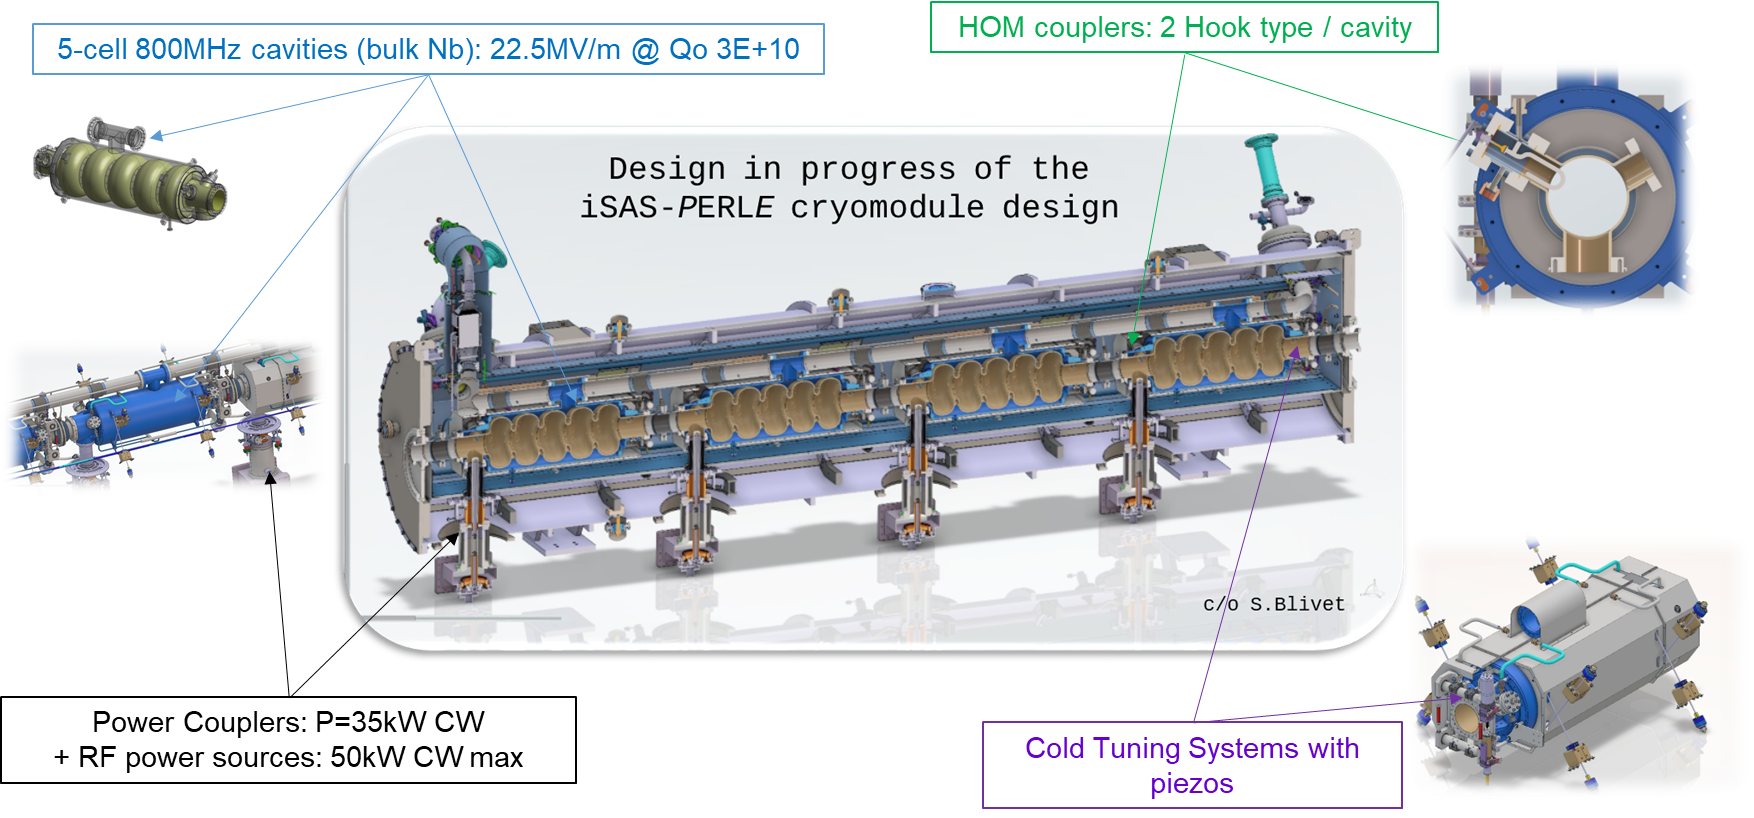 5-cell 800MHz cavities (bulk Nb): 22.5MV/m @ Qo 3E+10
HOM couplers: 2 Hook type / cavity
Design in progress of the
iSAS-PERLE cryomodule design
c/o S.Blivet
Power Couplers: P=35kW CW
+ RF power sources: 50kW CW max
Cold Tuning Systems with
piezos